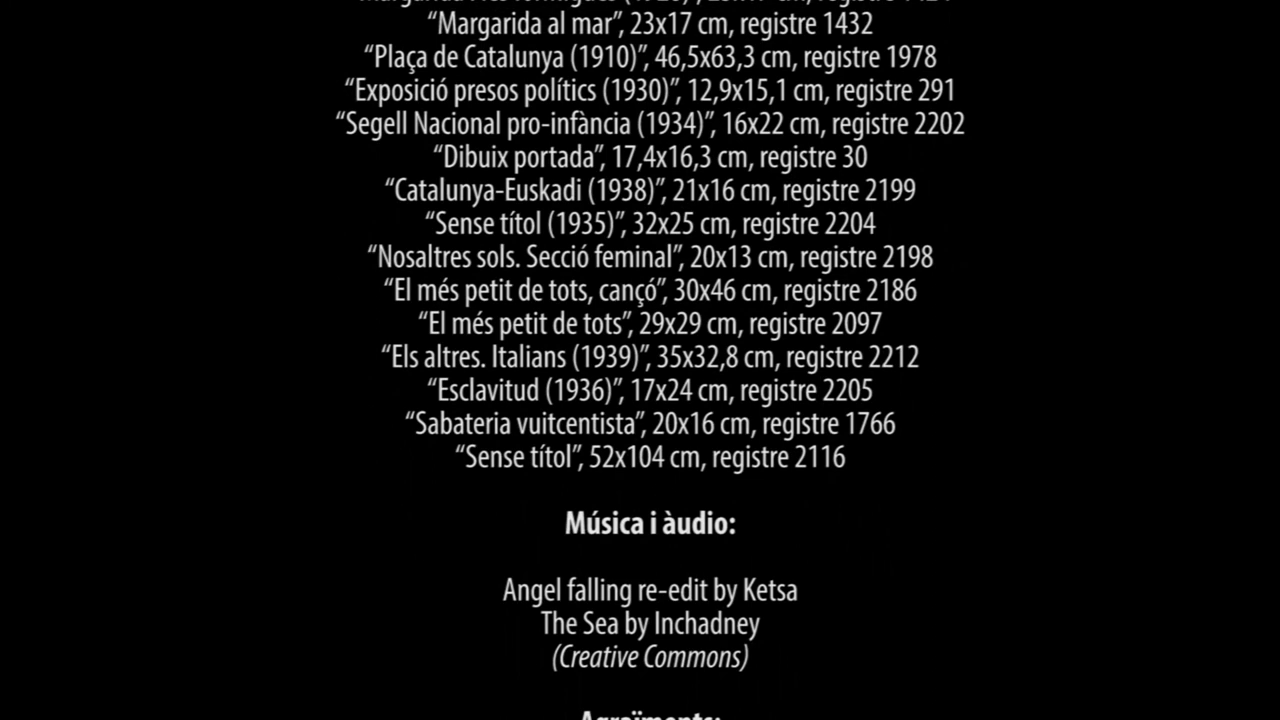 “Margarida al mar”, 23x17 cm, registre 1432
“Plaça de Catalunya (1910)”, 46,5x63,3 cm, registre 1978
“Exposició presos polítics (1930)”, 12,9x15,1 cm, registre 291
“Segell Nacional pro-infància (1934)”, 16x22 cm, registre 2202
“Dibuix portada”, 17,4x16,3 cm, registre 30
“Catalunya-Euskadi (1938)”, 21x16 cm, registre 2199
“Sense títol (1935)”, 32x25 cm, registre 2204
“Nosaltres sols. Secció feminal”, 20x13 cm, registre 2198
“El més petit de tots, cançó”, 30x46 cm, registre 2186
“El més petit de tots”, 29x29 cm, registre 2097
“Els altres. Italians (1939)”, 35x32,8 cm, registre 2212
“Esclavitud (1936)”, 17x24 cm, registre 2205
“Sabateria vuitcentista”, 20x16 cm, registre 1766
“Sense títol”, 52x104 cm, registre 2116
Música i àudio:
Angel falling re-edit by Ketsa
The Sea by Inchadney
(Creative Commons)
Agraïments: